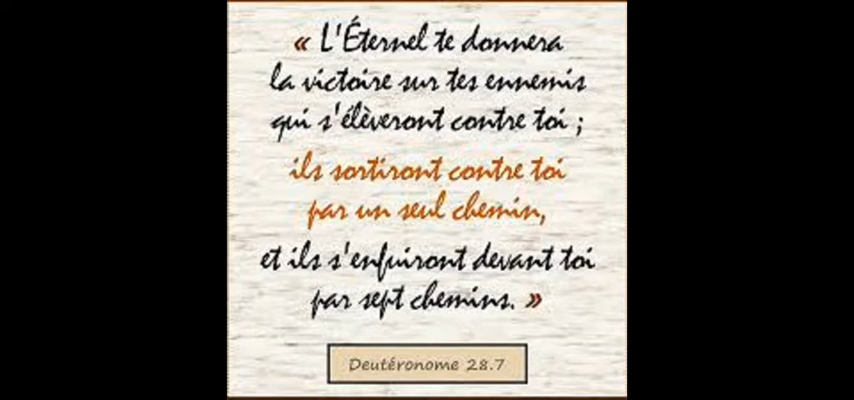 « L'Éternel te donnera
la victoire sur tes ennemis
qui s'élèveront contre toi ;
ils sortiront contre toi
par un seul chemin,
et ils s'enfuiront devant toi
par sept chemins. »
Deutéronome 28.7